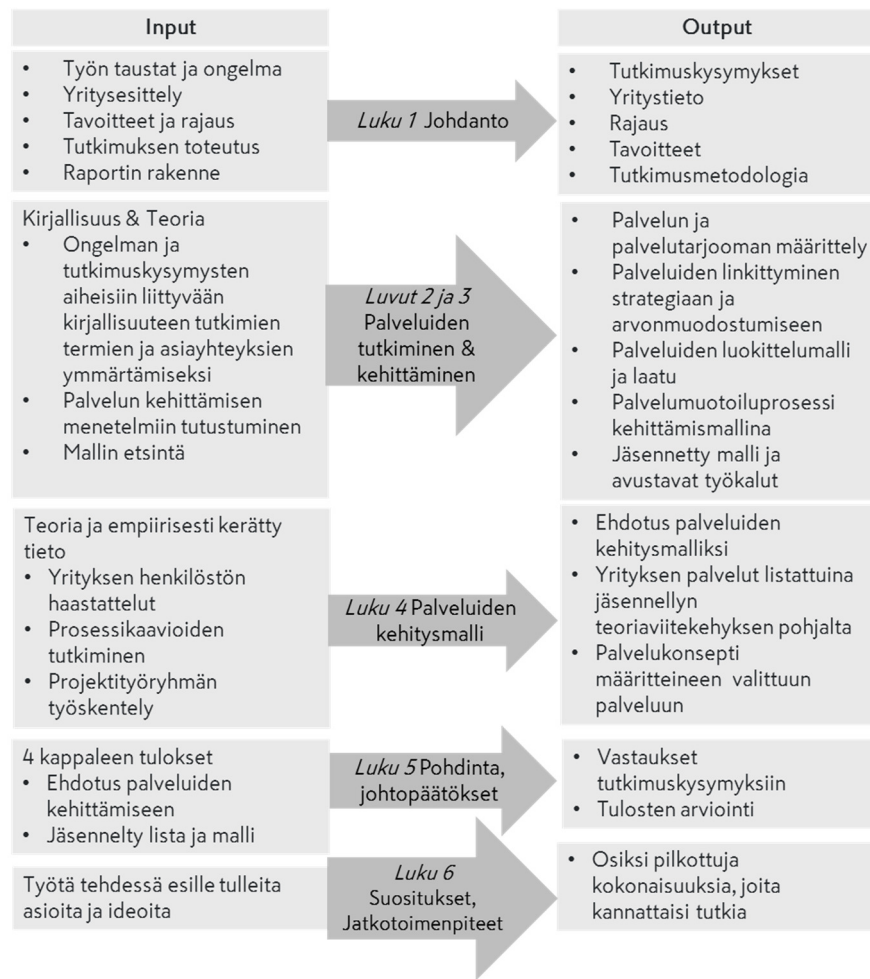 Input
Output
• Työn taustat ja ongelma
• Yritysesittely
• Tavoitteet ja rajaus
• Tutkimuksen toteutus
• Raportin rakenne
Luku 1 Johdanto
• Tutkimuskysymykset
• Yritystieto
• Rajaus
• Tavoitteet
• Tutkimusmetodologia
Kirjallisuus & Teoria
• Ongelman ja
tutkimuskysymysten
aiheisiin liittyvään
kirjallisuuteen tutkimien
termien ja asiayhteyksien
ymmärtämiseksi
• Palvelun kehittämisen
menetelmiin tutustuminen
• Mallin etsintä
Luvut 2 ja 3
Palveluiden
tutkiminen &
kehittäminen
• Palvelun ja
palvelutarjooman määrittely
• Palveluiden linkittyminen
strategiaan ja
arvonmuodostumiseen
• Palveluiden luokittelumalli
ja laatu
• Palvelumuotoiluprosessi
kehittämismallina
• Jäsennetty malli ja
avustavat työkalut
Teoria ja empiirisesti kerätty
tieto
• Yrityksen henkilöstön
haastattelut
• Prosessikaavioiden
tutkiminen
• Projektityöryhmän
työskentely
Luku 4 Palveluiden
kehitysmalli
• Ehdotus palveluiden
kehitysmalliksi
• Yrityksen palvelut listattuina
jäsennellyn
teoriaviitekehyksen pohjalta
• Palvelukonsepti
määritteineen valittuun
palveluun
4 kappaleen tulokset
• Ehdotus palveluiden
kehittämiseen
• Jäsennelty lista ja malli
Luku 5 Pohdinta,
johtopäätökset
• Vastaukset
tutkimuskysymyksiin
• Tulosten arviointi
Työtä tehdessä esille tulleita
asioita ja ideoita
Luku 6
Suositukset,
Jatkotoimenpiteet
• Osiksi pilkottuja
kokonaisuuksia, joita
kannattaisi tutkia